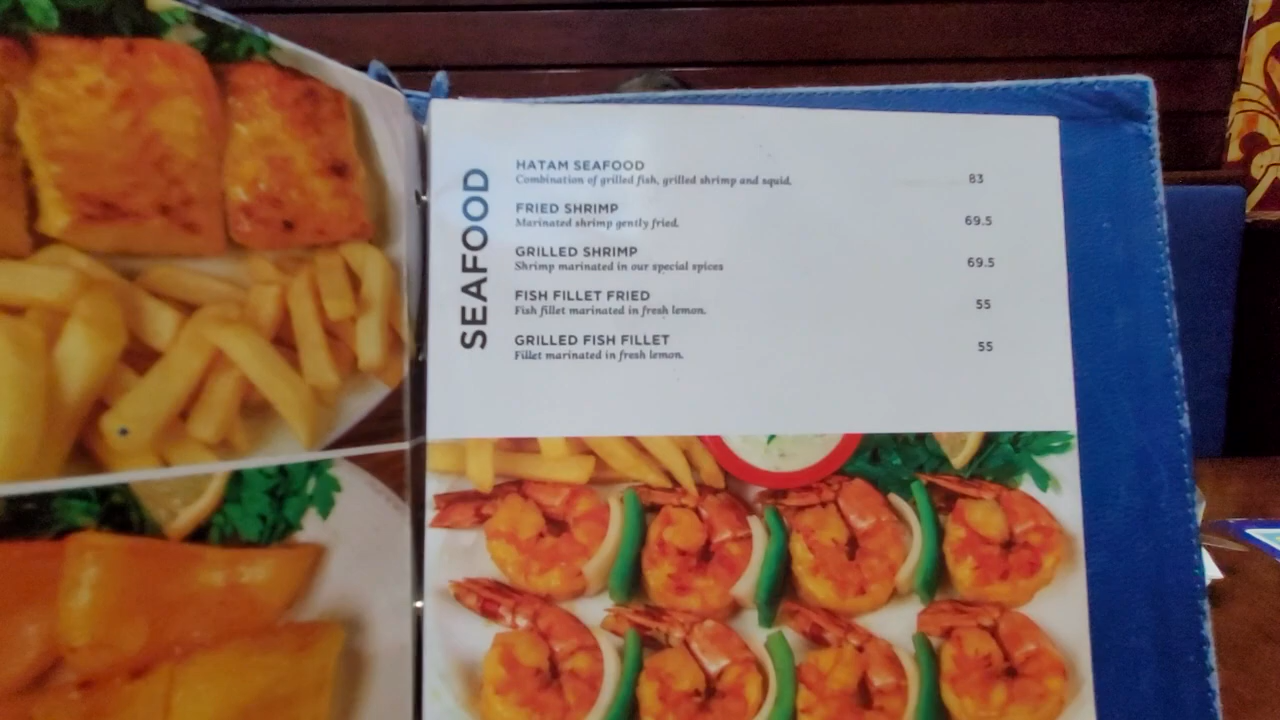 SEAFOOD
HATAM SEAFOOD
Combination of grilled fish, grilled shrimp and squid. 83
FRIED SHRIMP
Marinated shrimp gently fried. 69.5
GRILLED SHRIMP
Shrimp marinated in our special spices 69.5
FISH FILLET FRIED
Fish fillet marinated in fresh lemon. 55
GRILLED FISH FILLET
Fillet marinated in fresh lemon. 55